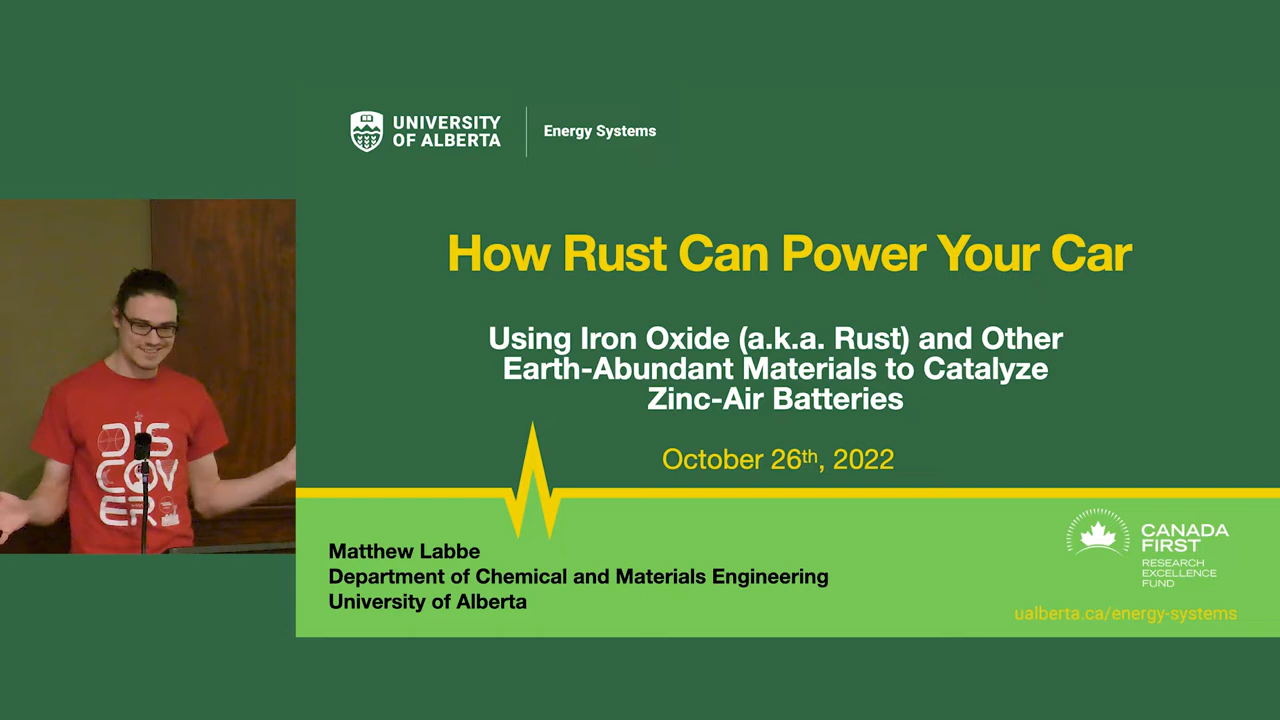 UNIVERSITY
OF ALBERTA
Energy Systems
How Rust Can Power Your Car
Using Iron Oxide (a.k.a. Rust) and Other
Earth-Abundant Materials to Catalyze
Zinc-Air Batteries
October 26th, 2022
DIS
COV
ER
Matthew Labbe
Department of Chemical and Materials Engineering
University of Alberta
CANADA
FIRST
RESEARCH
EXCELLENCE
FUND
ualberta.ca/energy-systems